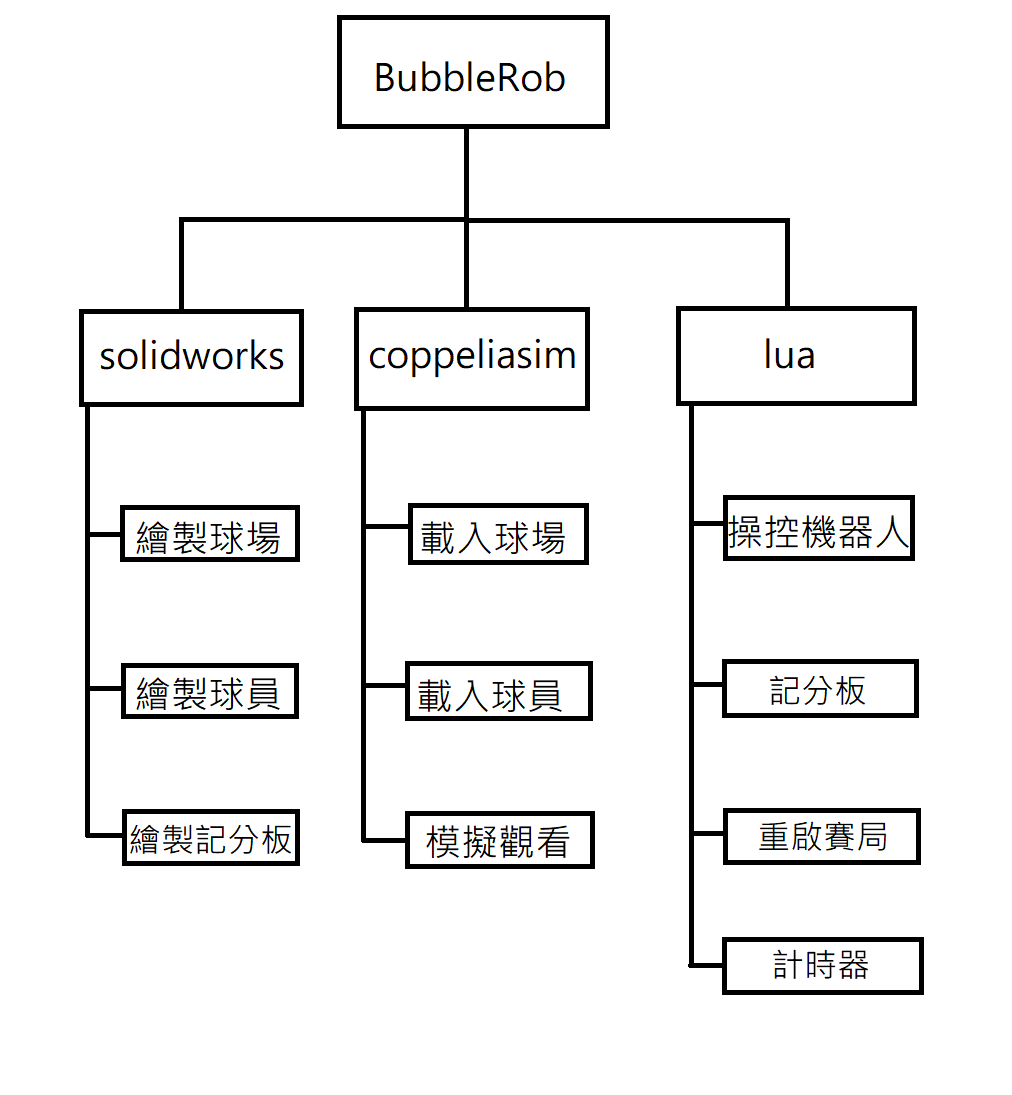 BubbleRob
solidworks
coppeliasim
lua
繪製球場
繪製球員
繪製記分板
載入球場
載入球員
模擬觀看
操控機器人
記分板
重啟賽局
計時器